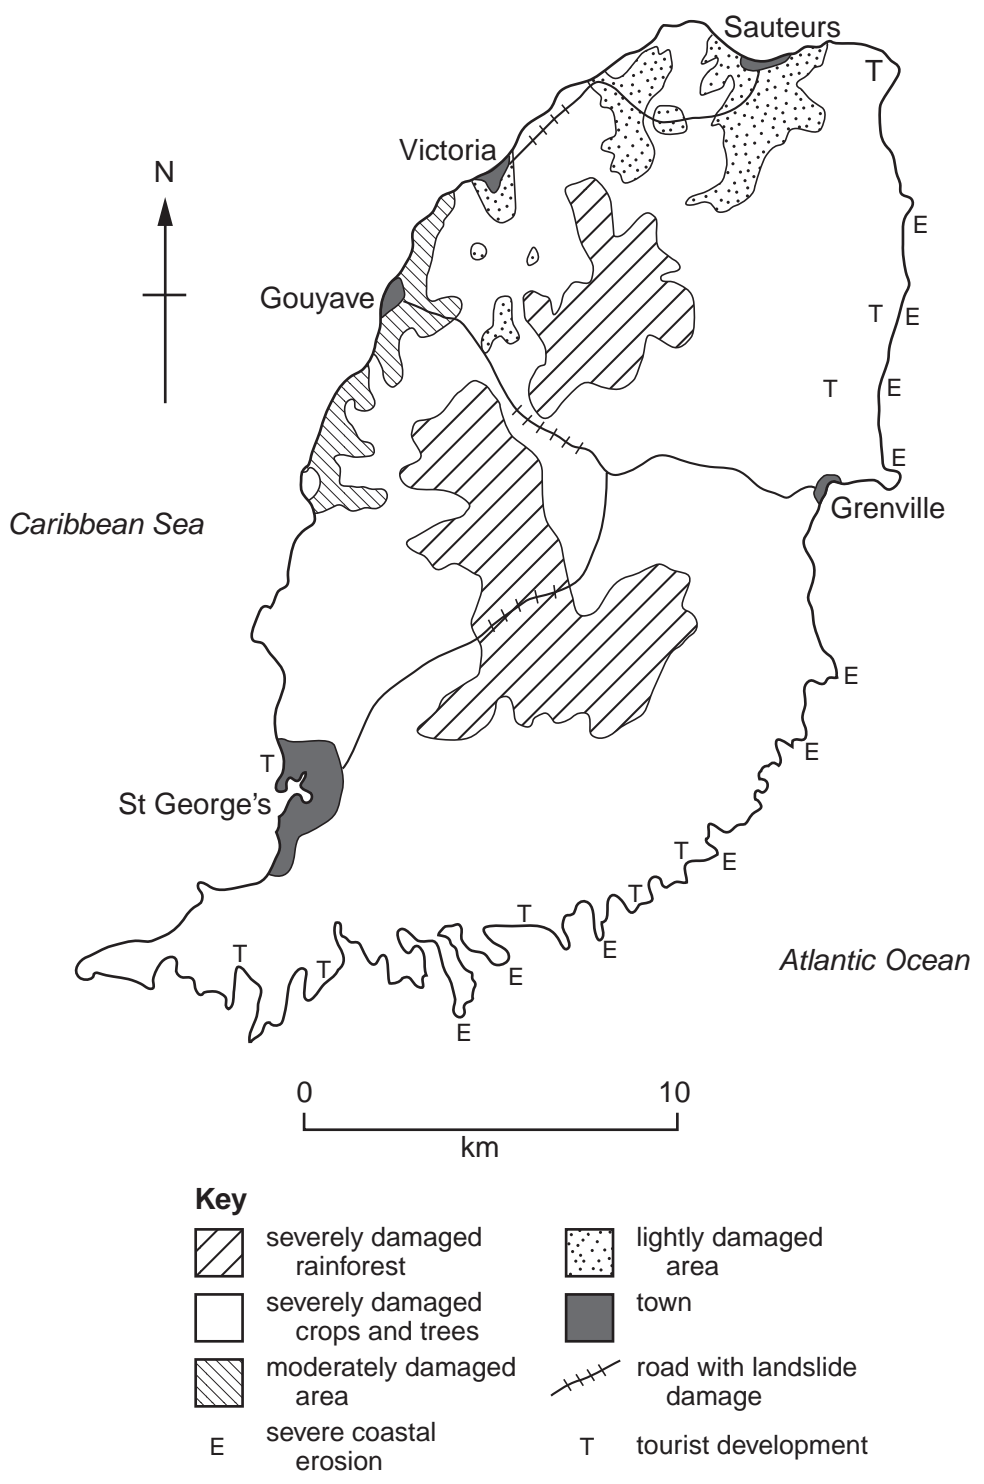 Sauteurs
T
Victoria
N
E
Gouyave
T E
T E
E
Grenville
Caribbean Sea
E
T
E
St George's
T
E
T
T
E
T
T
E
Atlantic Ocean
E
0 10
km
Key
severely damaged
rainforest
lightly damaged
area
severely damaged
crops and trees
town
moderately damaged
area
road with landslide
damage
E severe coastal
erosion
T tourist development